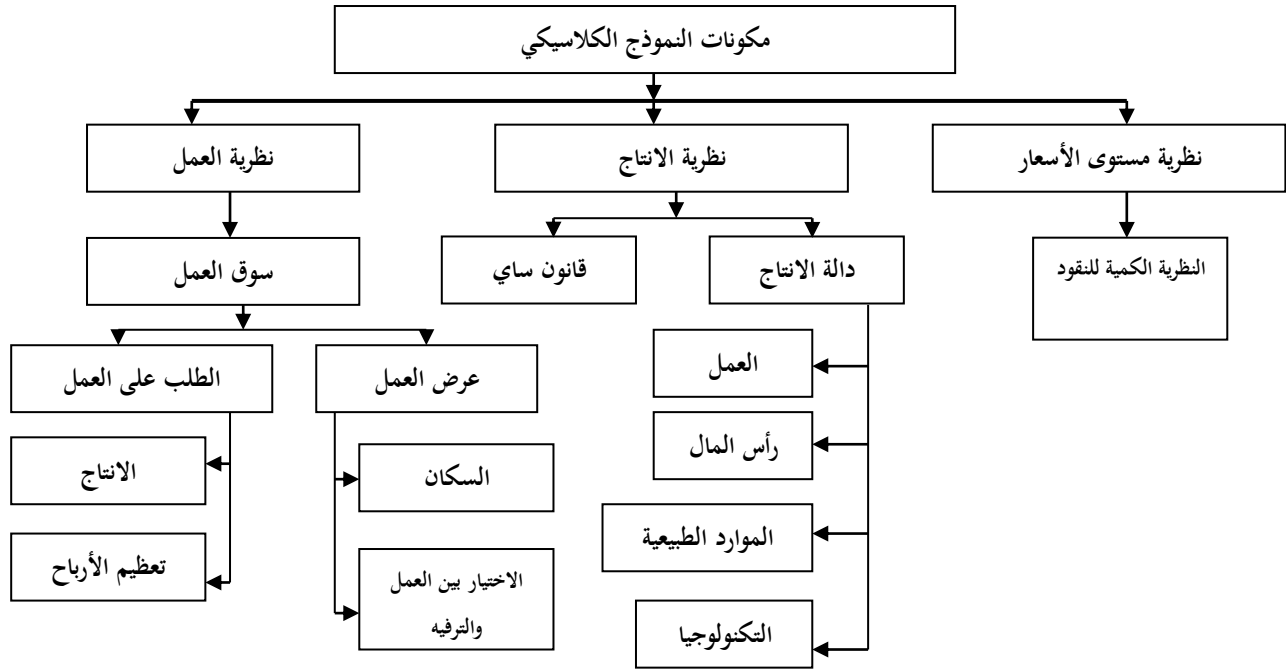 مكونات النموذج الكلاسيكي
نظرية مستوى الأسعار
نظرية الانتاج
نظرية العمل
النظرية الكمية للنقود
دالة الانتاج
قانون ساي
سوق العمل
العمل
رأس المال
الموارد الطبيعية
التكنولوجيا
عرض العمل
الطلب على العمل
السكان
الاختيار بين العمل
والترفيه
الانتاج
تعظيم الأرباح